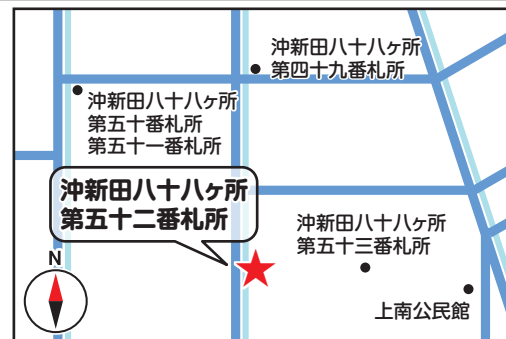 沖新田八十八ヶ所
第四十九番札所
沖新田八十八ヶ所
第五十番札所
第五十一番札所
沖新田八十八ヶ所
第五十二番札所
沖新田八十八ヶ所
第五十三番札所
上南公民館
N